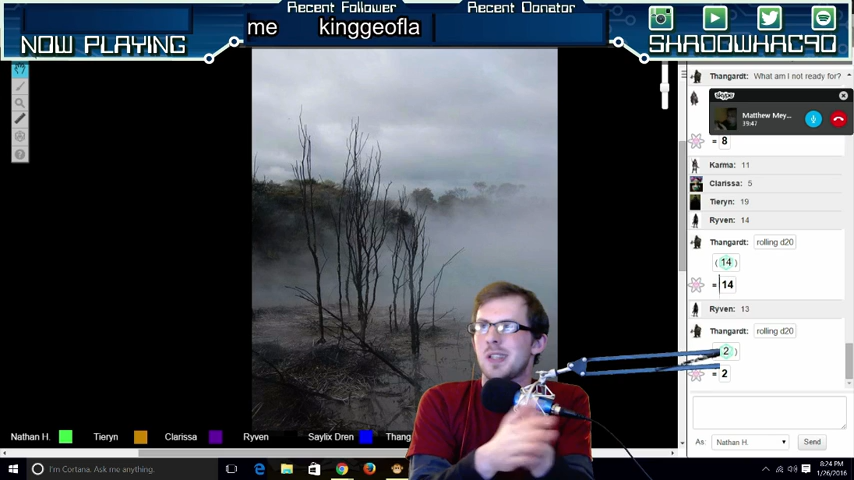 Recent Follower
Recent Donator
me kinggeofla
NOW PLAYING
SHADOWHAC90
Thangardt: What am I not ready for?
skype
Matthew Mey...
39:47
= 8
Karma: 11
Clarissa: 5
Tieryn: 19
Ryven: 14
Thangardt: rolling d20
(14)
= 14
Ryven: 13
Thangardt: rolling d20
2 )
= 2
As: Nathan H. Send
Nathan H. Tieryn Clarissa Ryven Saylix Dren Thang
I'm Cortana. Ask me anything.
8:24 PM
1/26/2016